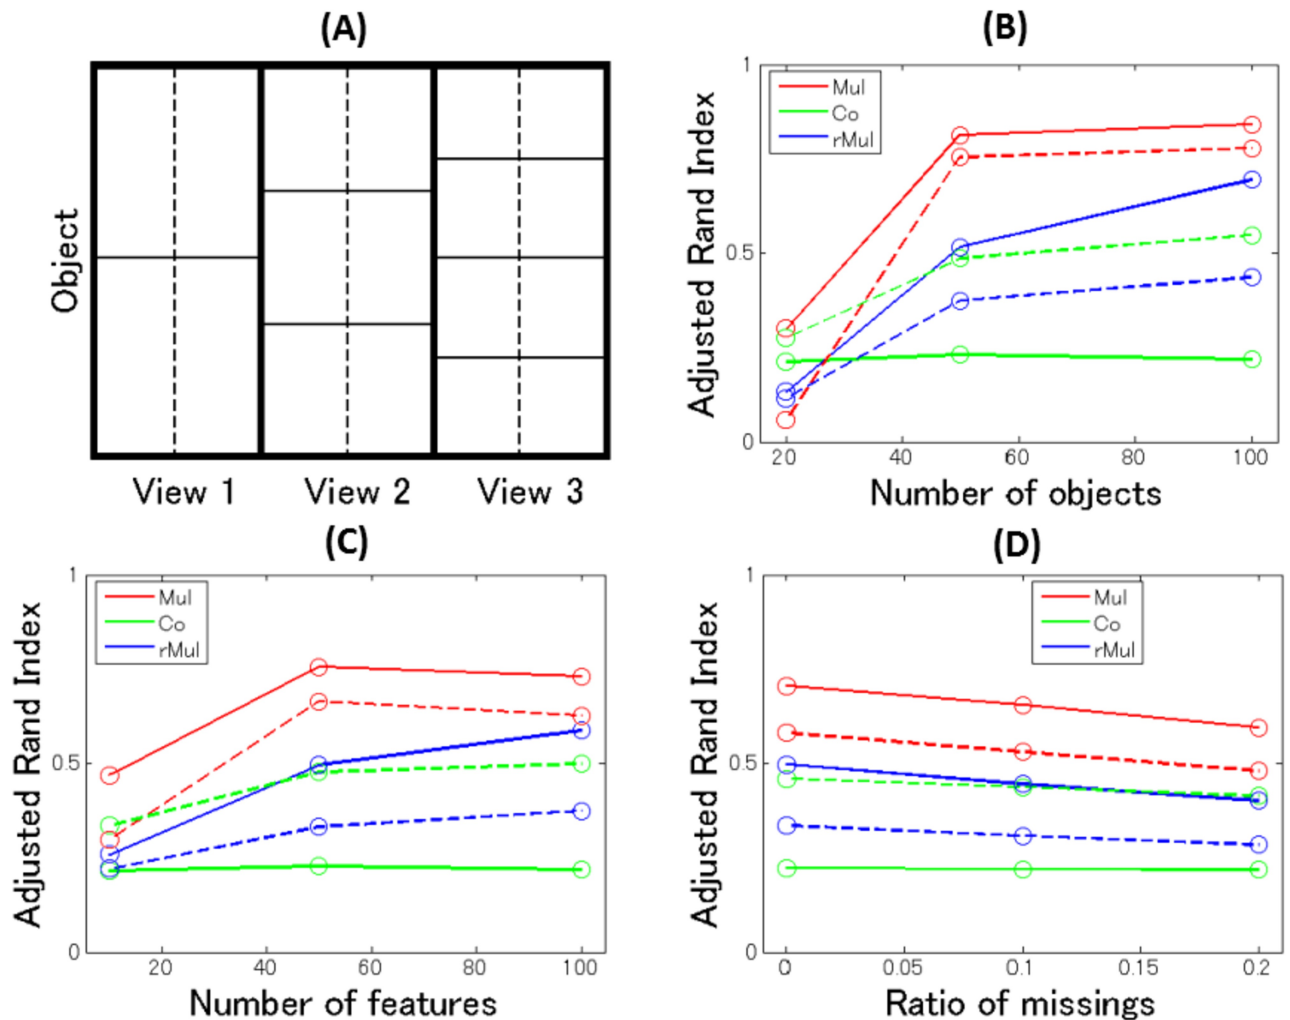 (A)
Object
View 1 View 2 View 3
(B)
Adjusted Rand Index
1
0.5
0
Mul
Co
rMul
20 40 60 80 100
Number of objects
(C)
Adjusted Rand Index
1
0.5
0
Mul
Co
rMul
20 40 60 80 100
Number of features
(D)
Adjusted Rand Index
1
0.5
0
Mul
Co
rMul
0 0.05 0.1 0.15 0.2
Ratio of missings